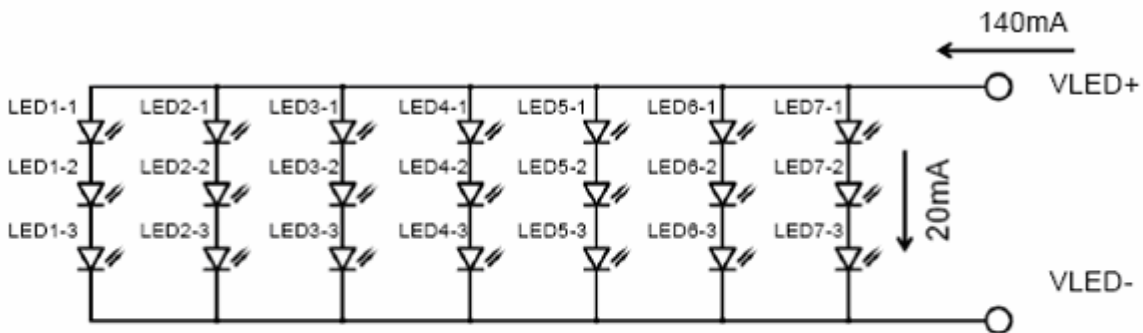 140mA
VLED+
LED1-1 LED2-1 LED3-1 LED4-1 LED5-1 LED6-1 LED7-1
LED1-2 LED2-2 LED3-2 LED4-2 LED5-2 LED6-2 LED7-2
20mA
LED1-3 LED2-3 LED3-3 LED4-3 LED5-3 LED6-3 LED7-3
VLED-